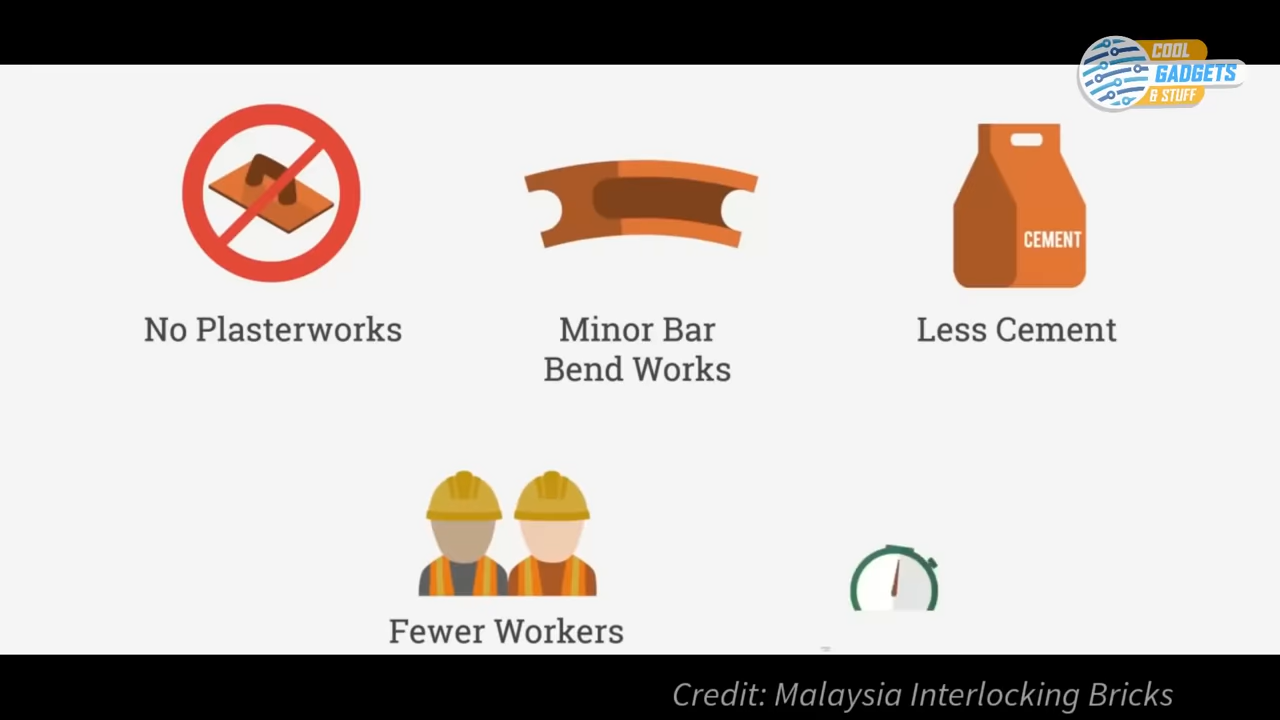 COOL
GADGETS
& STUFF
CEMENT
No Plasterworks
Minor Bar
Bend Works
Less Cement
Fewer Workers
Credit: Malaysia Interlocking Bricks